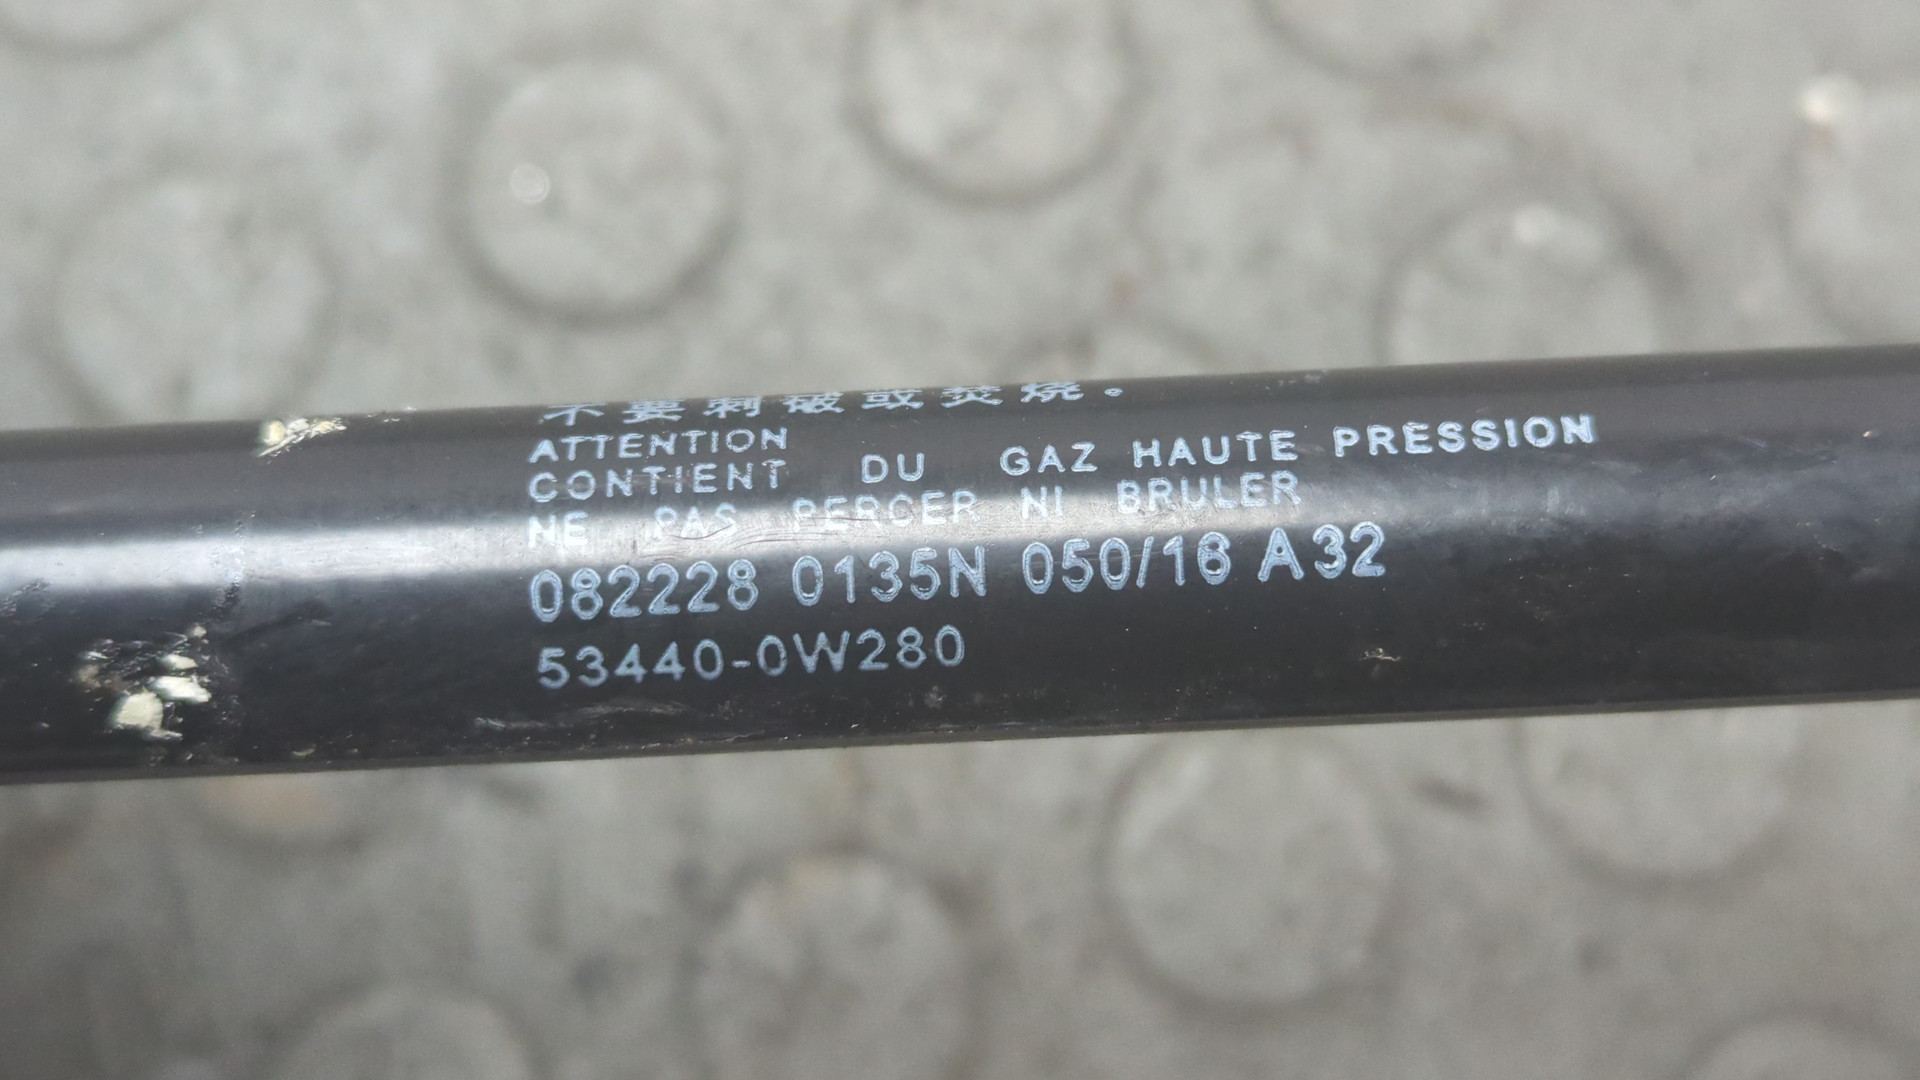 不要刺破或焚烧。
ATTENTION
CONTIENT DU GAZ HAUTE PRESSION
NE PAS PERCER NI BRULER
082228 0135N 050/16 A32
53440-0W280